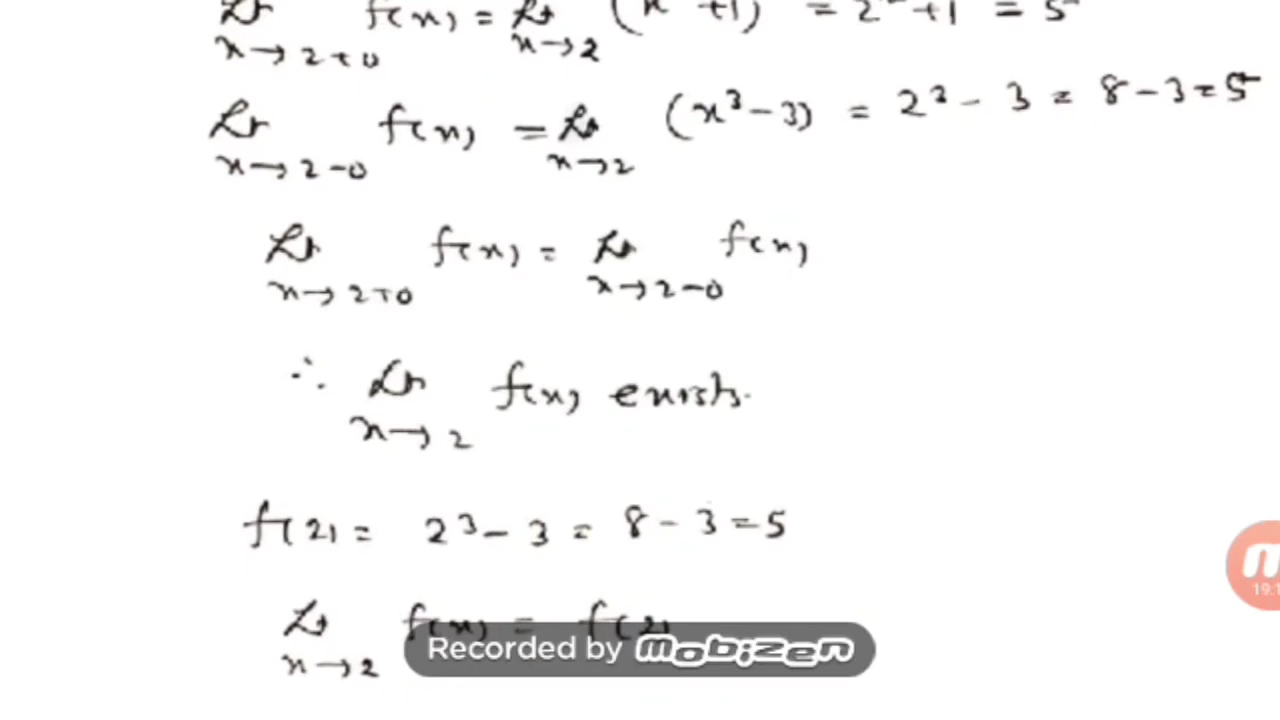 Lt f(x) = Lt (x² + 1) = 2² + 1 = 5
x → 2+0 x → 2
Lt f(x) = Lt (x³ – 3) = 2³ – 3 = 8 – 3 = 5
x → 2–0 x → 2
Lt f(x) = Lt f(x)
x → 2+0 x → 2–0
∴ Lt f(x) exists.
x → 2
f(2) = 2³ – 3 = 8 – 3 = 5
Lt f(x) = f(2)
x → 2
Recorded by mobizen
19:1